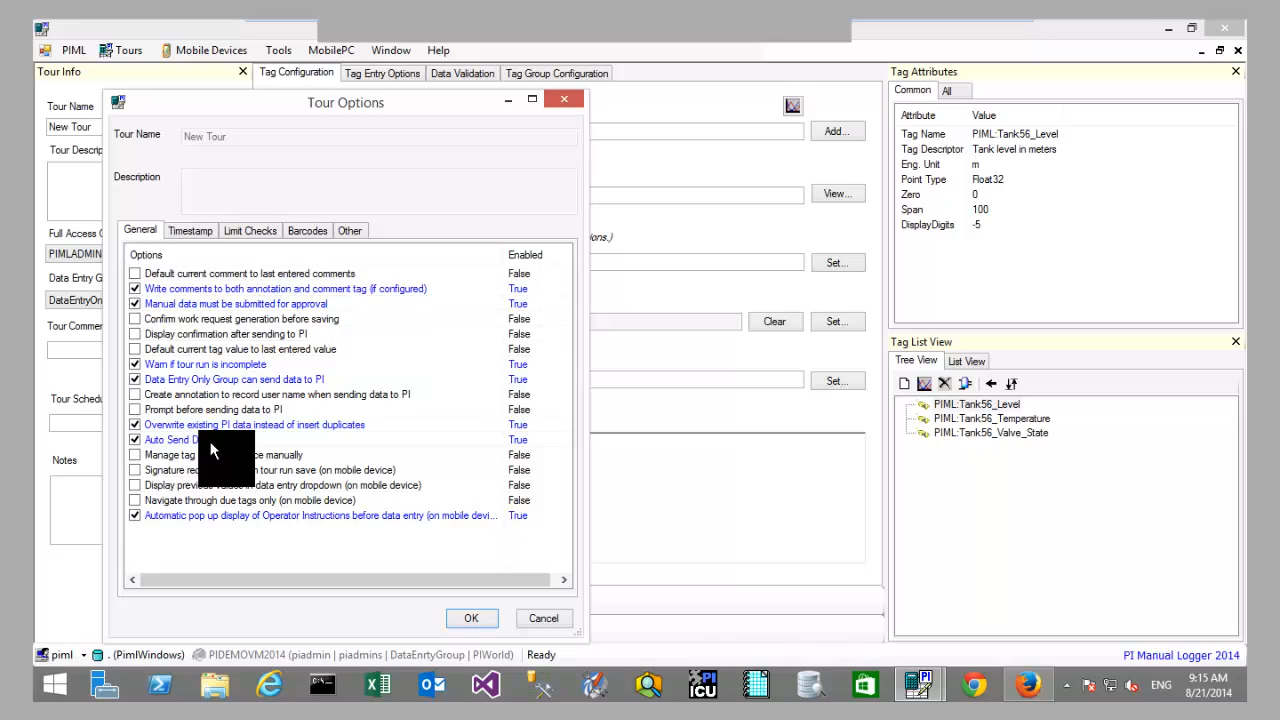 PIML Tours Mobile Devices Tools MobilePC Window Help
Tour Info
Tag Configuration Tag Entry Options Data Validation Tag Group Configuration
Tour Name
New Tour
Tour Descrip
Full Access G
PIMLADMIN
Data Entry G
DataEntryOn
Tour Commer
Tour Schedu
Notes
Tour Options
Tour Name New Tour
Description
General Timestamp Limit Checks Barcodes Other
Options Enabled
Default current comment to last entered comments False
Write comments to both annotation and comment tag (if configured) True
Manual data must be submitted for approval True
Confirm work request generation before saving False
Display confirmation after sending to PI False
Default current tag value to last entered value False
Warn if tour run is incomplete True
Data Entry Only Group can send data to PI True
Create annotation to record user name when sending data to PI False
Prompt before sending data to PI False
Overwrite existing PI data instead of insert duplicates True
Auto Send D True
Manage tag ce manually False
Signature req n tour run save (on mobile device) False
Display previous in data entry dropdown (on mobile device) False
Navigate through due tags only (on mobile device) False
Automatic pop up display of Operator Instructions before data entry (on mobile devi... True
OK Cancel
Add...
View...
ons.)
Set...
Clear Set...
Set...
Tag Attributes
Common All
Attribute Value
Tag Name PIML:Tank56_Level
Tag Descriptor Tank level in meters
Eng. Unit m
Point Type Float32
Zero 0
Span 100
DisplayDigits -5
Tag List View
Tree View List View
PIML:Tank56_Level
PIML:Tank56_Temperature
PIML:Tank56_Valve_State
piml . (PimlWindows) PIDEMOVM2014 (piadmin | piadmins | DataEnrtyGroup | PIWorld) Ready PI Manual Logger 2014
PI
ICU
PI
ENG
9:15 AM
8/21/2014